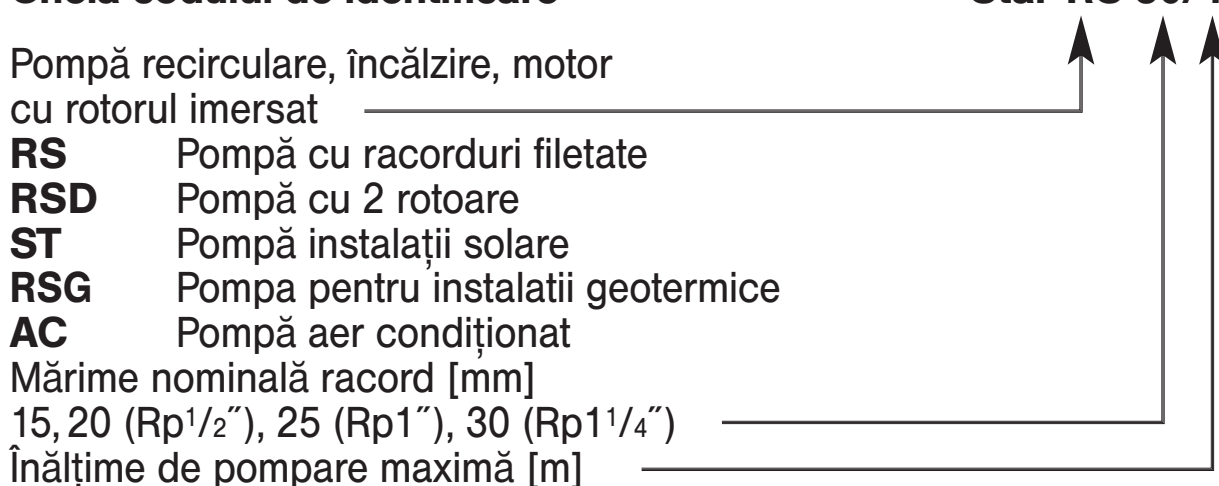 Pompă recirculare, încălzire, motor
cu rotorul imersat
RS Pompă cu racorduri filetate
RSD Pompă cu 2 rotoare
ST Pompă instalații solare
RSG Pompa pentru instalatii geotermice
AC Pompă aer condiționat
Mărime nominală racord [mm]
15, 20 (Rp1/2˝), 25 (Rp1˝), 30 (Rp11/4˝)
Înălțime de pompare maximă [m]